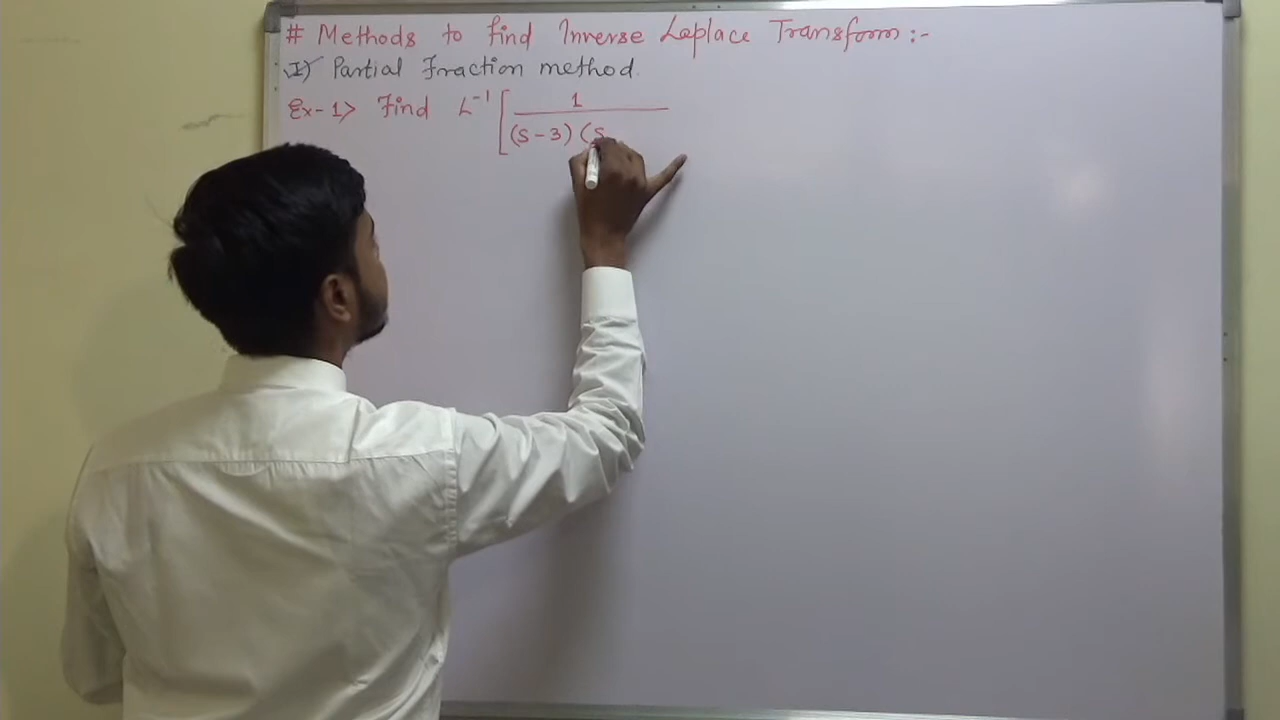 # Methods to find Inverse Laplace Transform :-
I) Partial Fraction method.
Ex-1> Find L⁻¹ [ 1
(s-3) (s